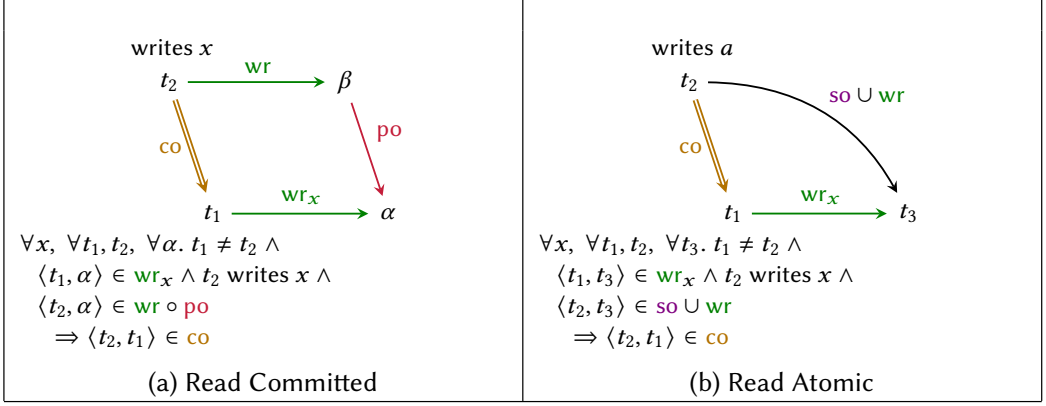 writes x
t₂ wr β
co po
t₁ wrₓ α
∀x, ∀t₁, t₂, ∀α. t₁ ≠ t₂ ∧
⟨t₁, α⟩ ∈ wrₓ ∧ t₂ writes x ∧
⟨t₂, α⟩ ∈ wr ∘ po
⇒ ⟨t₂, t₁⟩ ∈ co
(a) Read Committed
writes a
t₂ so ∪ wr
co
t₁ wrₓ t₃
∀x, ∀t₁, t₂, ∀t₃. t₁ ≠ t₂ ∧
⟨t₁, t₃⟩ ∈ wrₓ ∧ t₂ writes x ∧
⟨t₂, t₃⟩ ∈ so ∪ wr
⇒ ⟨t₂, t₁⟩ ∈ co
(b) Read Atomic